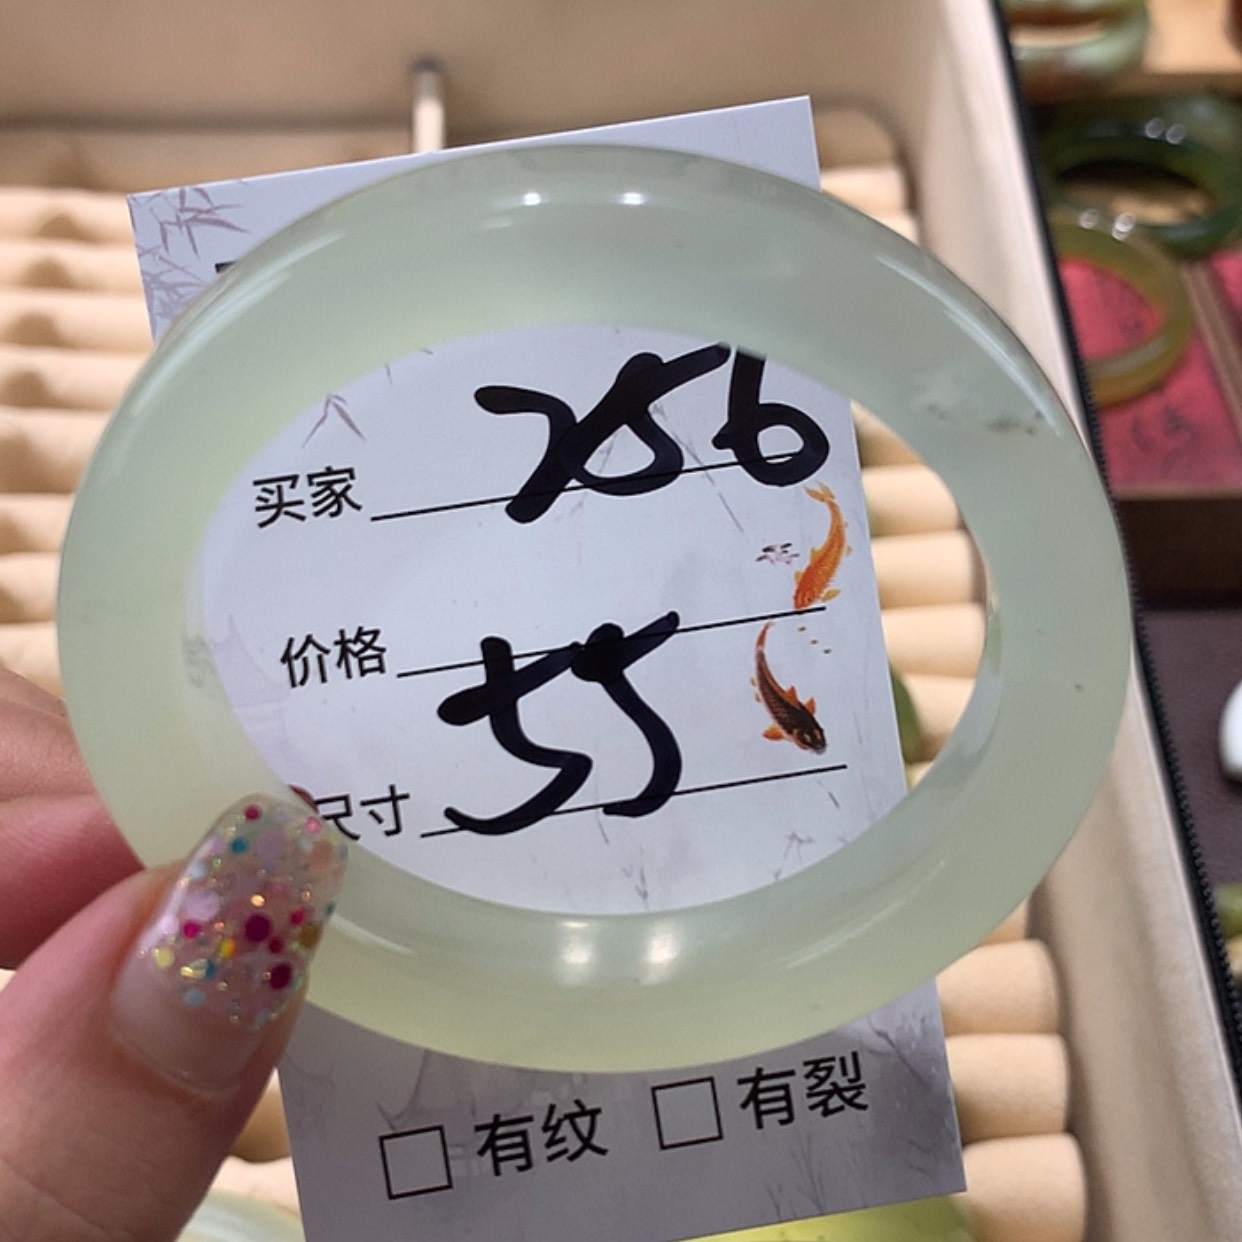 买家 256
价格
尺寸 55
有纹 有裂